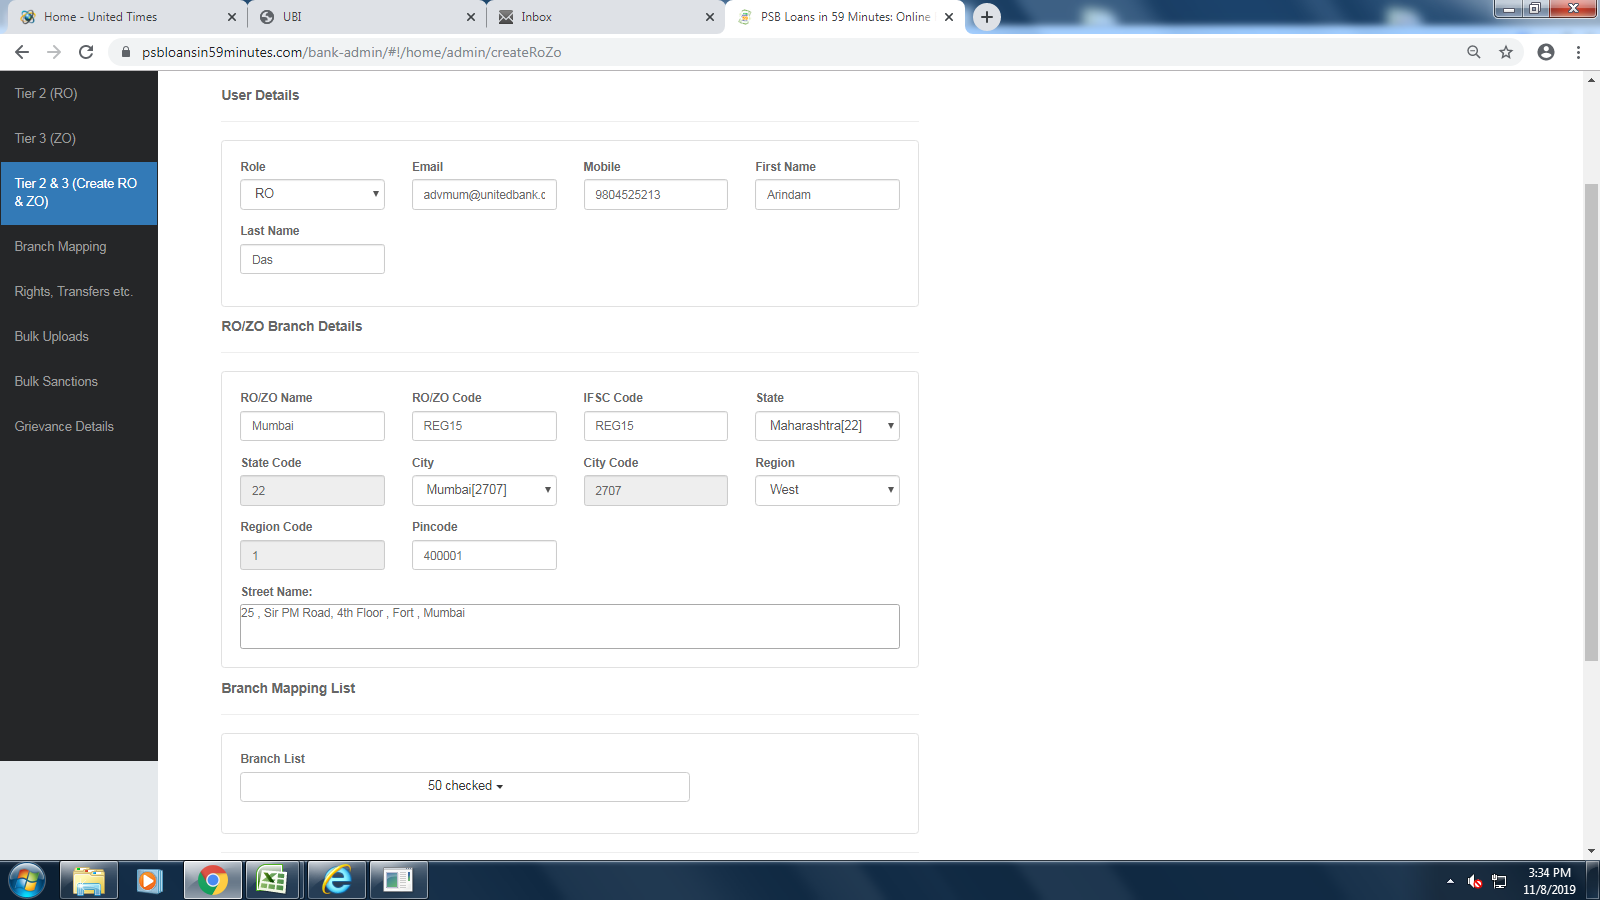 Home - United Times
UBI
Inbox
PSB Loans in 59 Minutes: Online
psbloansin59minutes.com/bank-admin/#!/home/admin/createRoZo
Tier 2 (RO)
Tier 3 (ZO)
Tier 2 & 3 (Create RO
& ZO)
Branch Mapping
Rights, Transfers etc.
Bulk Uploads
Bulk Sanctions
Grievance Details
User Details
Role Email Mobile First Name
RO advmum@unitedbank.c 9804525213 Arindam
Last Name
Das
RO/ZO Branch Details
RO/ZO Name RO/ZO Code IFSC Code State
Mumbai REG15 REG15 Maharashtra[22]
State Code City City Code Region
22 Mumbai[2707] 2707 West
Region Code Pincode
1 400001
Street Name:
25 , Sir PM Road, 4th Floor , Fort , Mumbai
Branch Mapping List
Branch List
50 checked
3:34 PM
11/8/2019